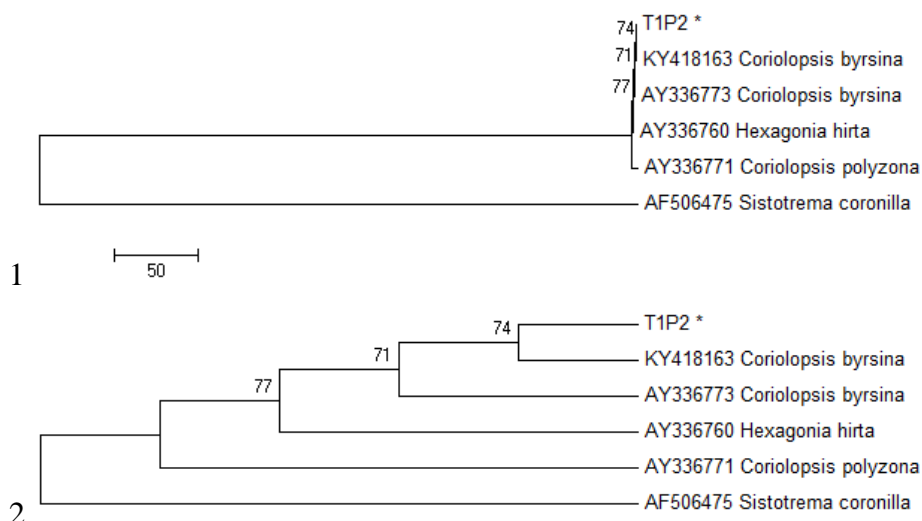 74
T1P2 *
71
KY418163 Coriolopsis byrsina
77
AY336773 Coriolopsis byrsina
AY336760 Hexagonia hirta
AY336771 Coriolopsis polyzona
AF506475 Sistotrema coronilla
50
1
74
T1P2 *
71
KY418163 Coriolopsis byrsina
77
AY336773 Coriolopsis byrsina
AY336760 Hexagonia hirta
AY336771 Coriolopsis polyzona
AF506475 Sistotrema coronilla
2